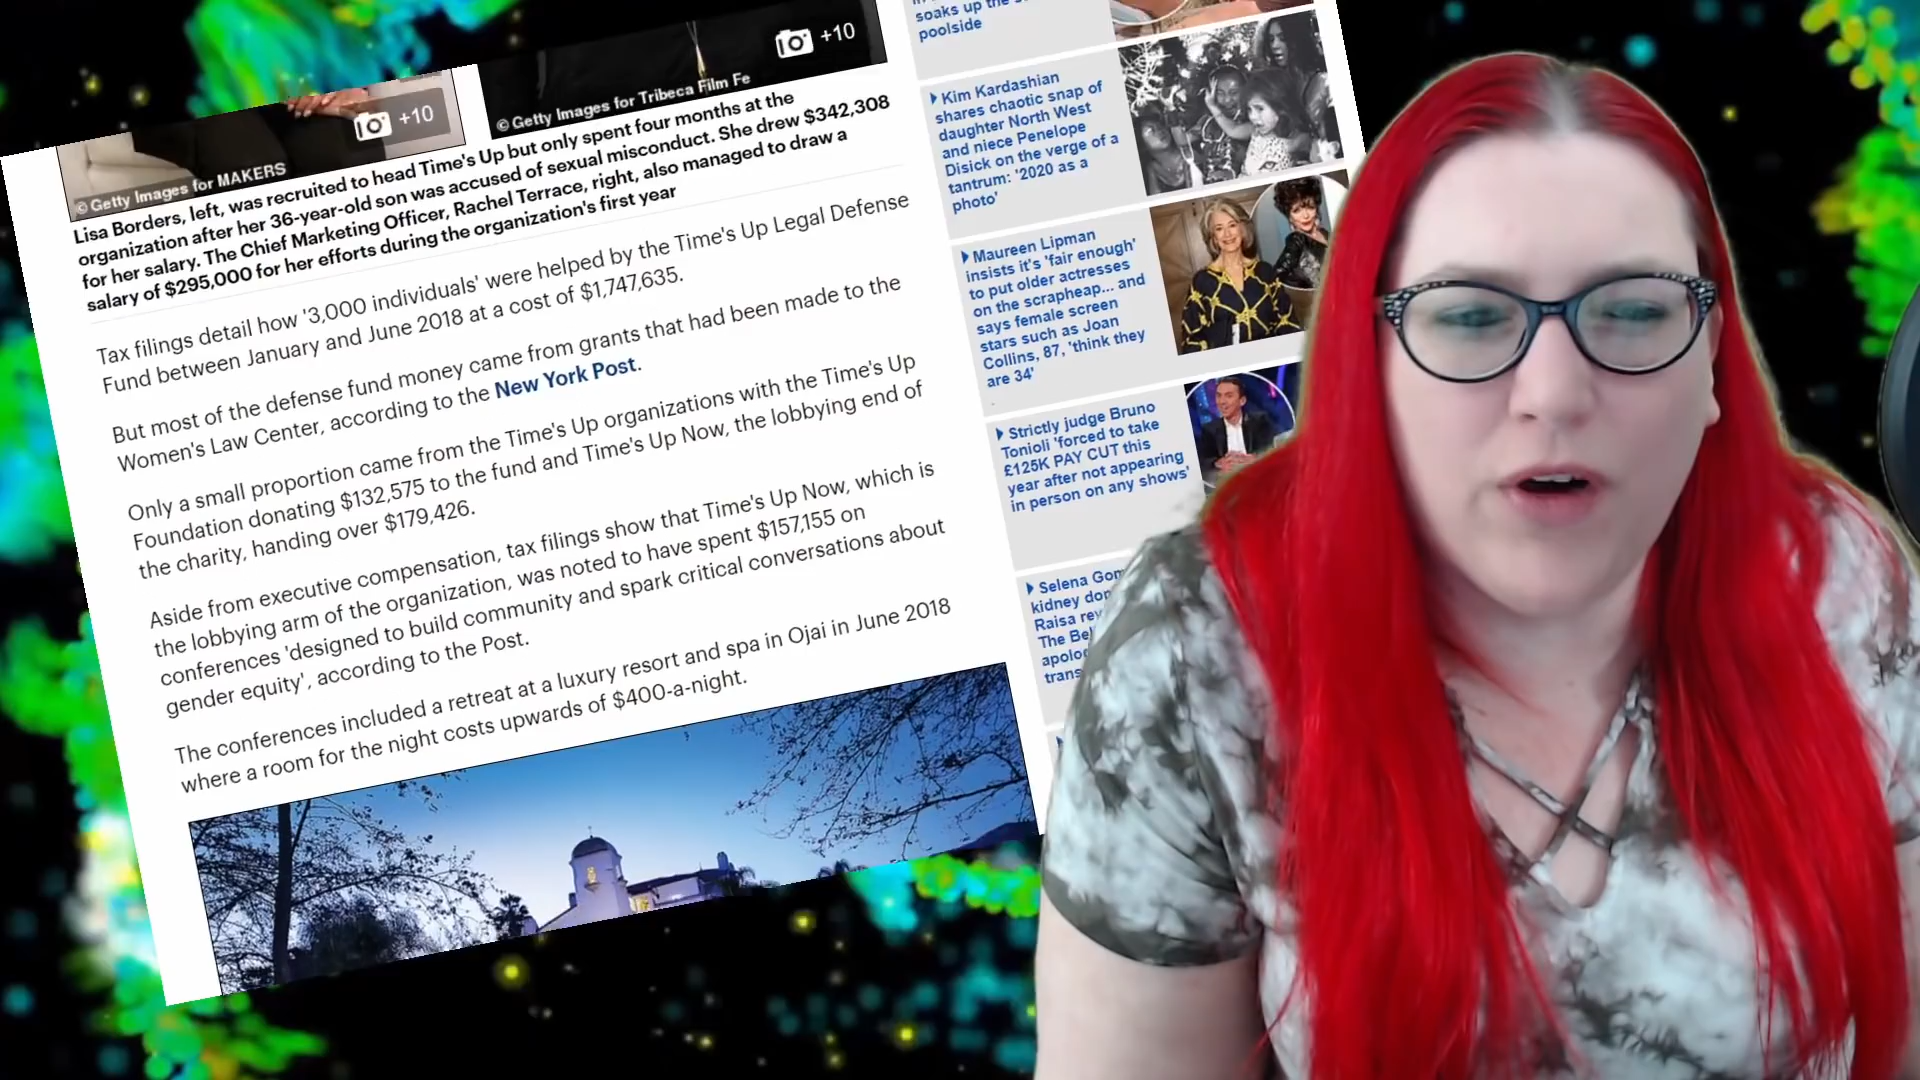 +10
© Getty Images for Tribeca Film Fe
+10
© Getty Images for MAKERS
Lisa Borders, left, was recruited to head Time's Up but only spent four months at the
organization after her 36-year-old son was accused of sexual misconduct. She drew $342,308
for her salary. The Chief Marketing Officer, Rachel Terrace, right, also managed to draw a
salary of $295,000 for her efforts during the organization's first year
Tax filings detail how '3,000 individuals' were helped by the Time's Up Legal Defense
Fund between January and June 2018 at a cost of $1,747,635.
But most of the defense fund money came from grants that had been made to the
Women's Law Center, according to the New York Post.
Only a small proportion came from the Time's Up organizations with the Time's Up
Foundation donating $132,575 to the fund and Time's Up Now, the lobbying end of
the charity, handing over $179,426.
Aside from executive compensation, tax filings show that Time's Up Now, which is
the lobbying arm of the organization, was noted to have spent $157,155 on
conferences 'designed to build community and spark critical conversations about
gender equity', according to the Post.
The conferences included a retreat at a luxury resort and spa in Ojai in June 2018
where a room for the night costs upwards of $400-a-night.
soaks up the
poolside
Kim Kardashian
shares chaotic snap of
daughter North West
and niece Penelope
Disick on the verge of a
tantrum: '2020 as a
photo'
Maureen Lipman
insists it's 'fair enough'
to put older actresses
on the scrapheap... and
says female screen
stars such as Joan
Collins, 87, 'think they
are 34'
Strictly judge Bruno
Tonioli 'forced to take
£125K PAY CUT this
year after not appearing
in person on any shows'
Selena Gom
kidney don
Raisa rev
The Bel
apolog
trans